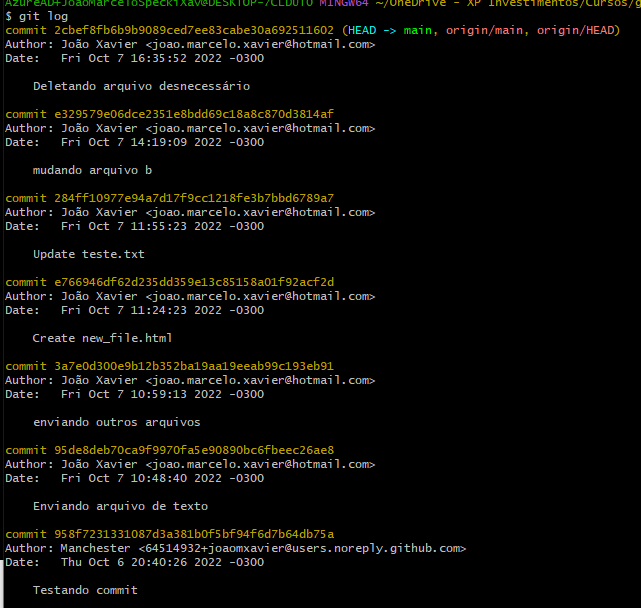 AzureAD+JoaoMarceloSpeckiXav@DESKTOP-7CLDUTO MINGW64 ~/OneDrive - XP Investimentos/Cursos/g
$ git log
commit 2cbef8fb6b9b9089ced7ee83cabe30a692511602 (HEAD -> main, origin/main, origin/HEAD)
Author: João Xavier <joao.marcelo.xavier@hotmail.com>
Date:   Fri Oct 7 16:35:52 2022 -0300
Deletando arquivo desnecessário
commit e329579e06dce2351e8bdd69c18a8c870d3814af
Author: João Xavier <joao.marcelo.xavier@hotmail.com>
Date:   Fri Oct 7 14:19:09 2022 -0300
mudando arquivo b
commit 284ff10977e94a7d17f9cc1218fe3b7bbd6789a7
Author: João Xavier <joao.marcelo.xavier@hotmail.com>
Date:   Fri Oct 7 11:55:23 2022 -0300
Update teste.txt
commit e766946df62d235dd359e13c85158a01f92acf2d
Author: João Xavier <joao.marcelo.xavier@hotmail.com>
Date:   Fri Oct 7 11:24:23 2022 -0300
Create new_file.html
commit 3a7e0d300e9b12b352ba19aa19eeab99c193eb91
Author: João Xavier <joao.marcelo.xavier@hotmail.com>
Date:   Fri Oct 7 10:59:13 2022 -0300
enviando outros arquivos
commit 95de8deb70ca9f9970fa5e90890bc6fbeec26ae8
Author: João Xavier <joao.marcelo.xavier@hotmail.com>
Date:   Fri Oct 7 10:48:40 2022 -0300
Enviando arquivo de texto
commit 958f7231331087d3a381b0f5bf94f6d7b64db75a
Author: Manchester <64514932+joaomxavier@users.noreply.github.com>
Date:   Thu Oct 6 20:40:26 2022 -0300
Testando commit